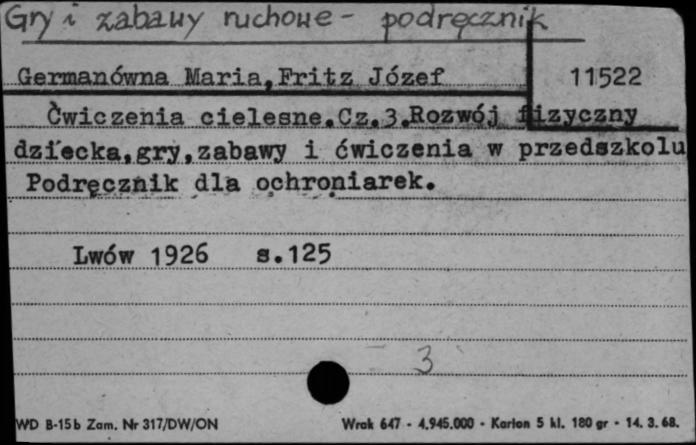 Gry i zabawy ruchowe - podręcznik
Germanówna Maria,Fritz Józef 11522
Ćwiczenia cielesne.Cz.3.Rozwój fizyczny
dziecka,gry,zabawy i ćwiczenia w przedszkolu
Podręcznik dla ochroniarek.
Lwów 1926 s.125
3
WD B-15b Zam. Nr 317/DW/ON Wrak 647 - 4.945.000 - Karton 5 kl. 180 gr - 14. 3. 68.